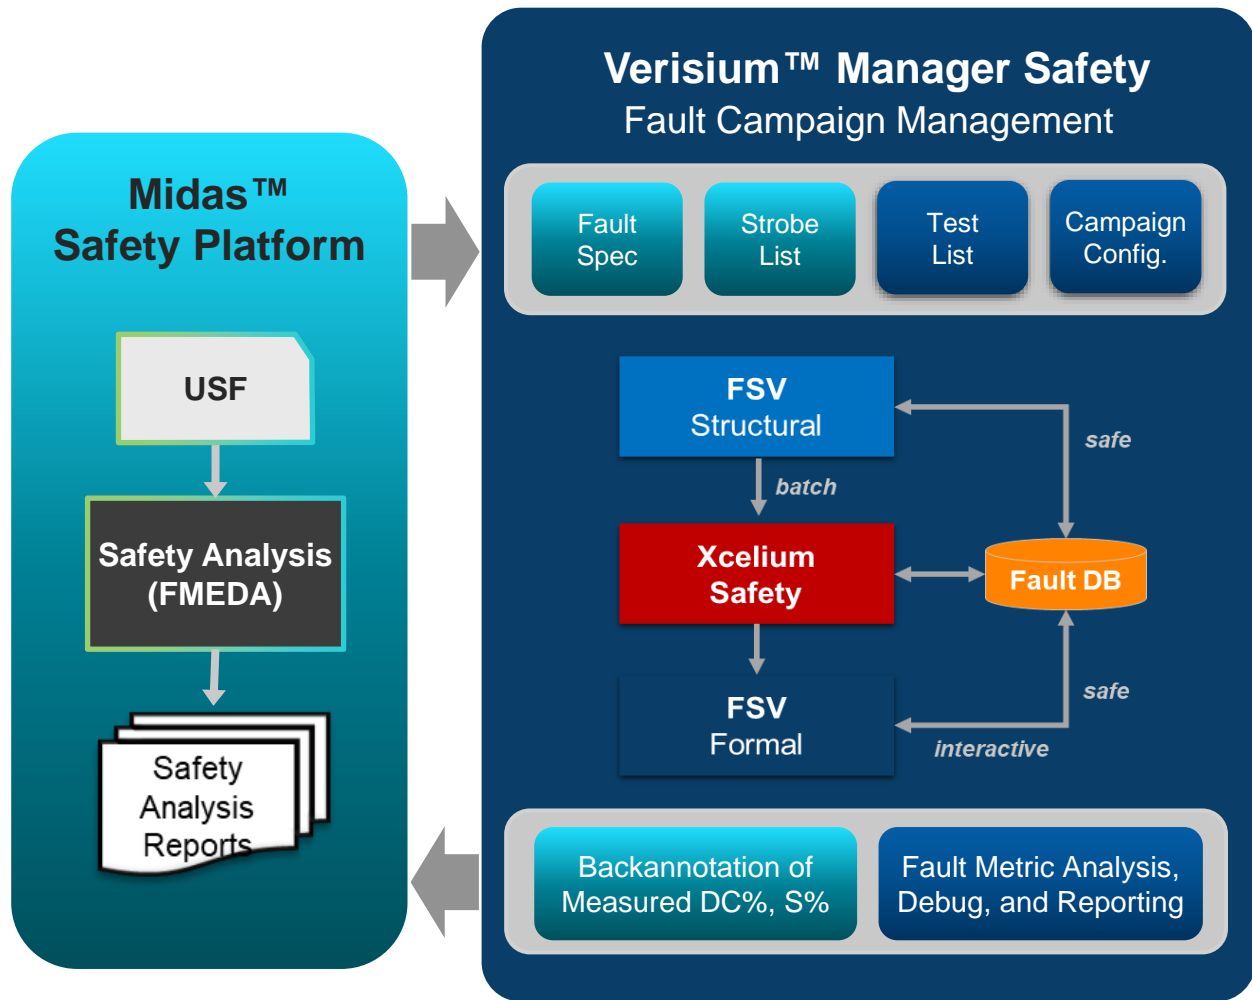 Midas™
Safety Platform
USF
Safety Analysis
(FMEDA)
Safety
Analysis
Reports
Verisium™ Manager Safety
Fault Campaign Management
Fault
Spec
Strobe
List
Test
List
Campaign
Config.
FSV
Structural
safe
batch
Xcelium
Safety
Fault DB
FSV
Formal
safe
interactive
Backannotation of
Measured DC%, S%
Fault Metric Analysis,
Debug, and Reporting